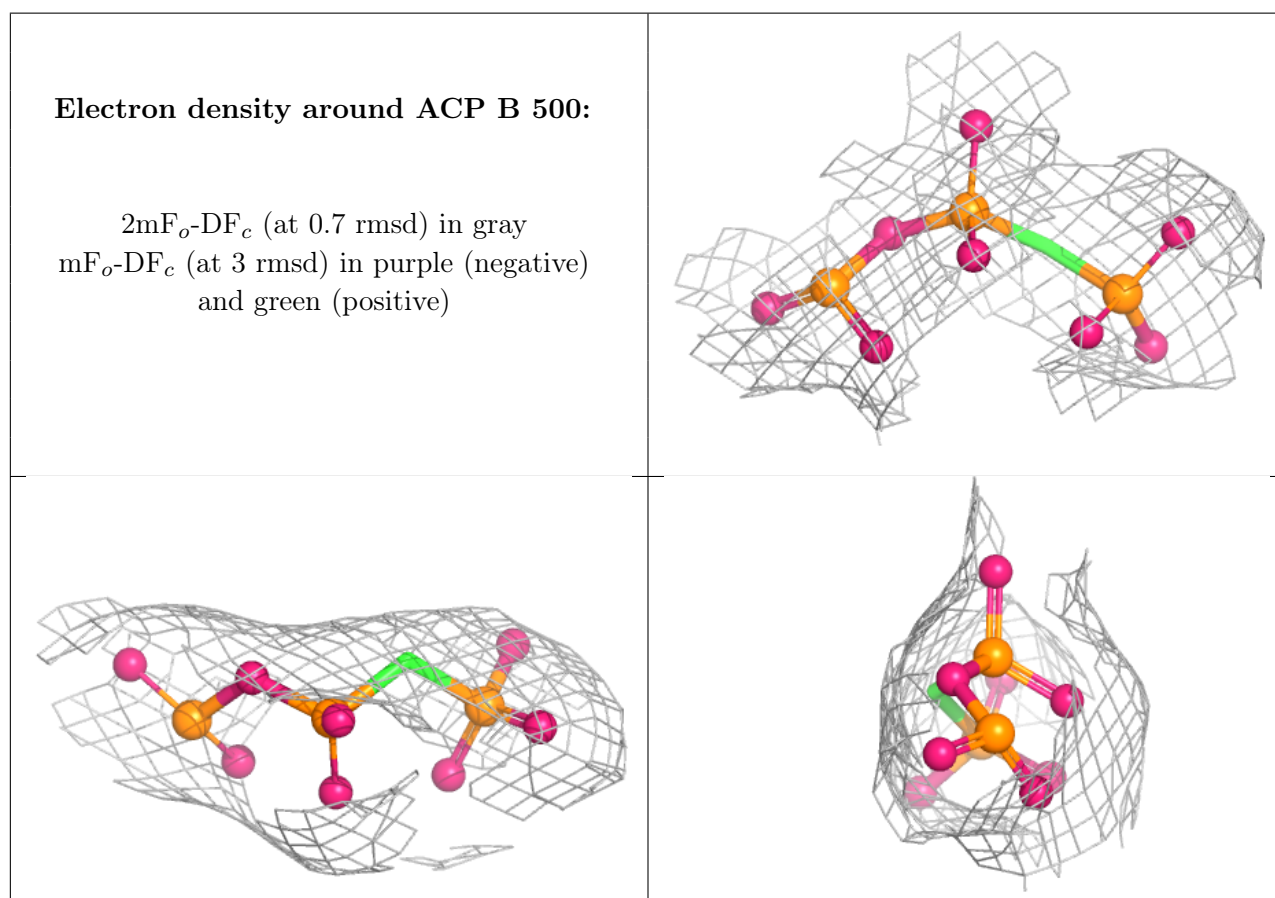 Electron density around ACP B 500:
2mFₒ-DF𝒸 (at 0.7 rmsd) in gray
mFₒ-DF𝒸 (at 3 rmsd) in purple (negative)
and green (positive)